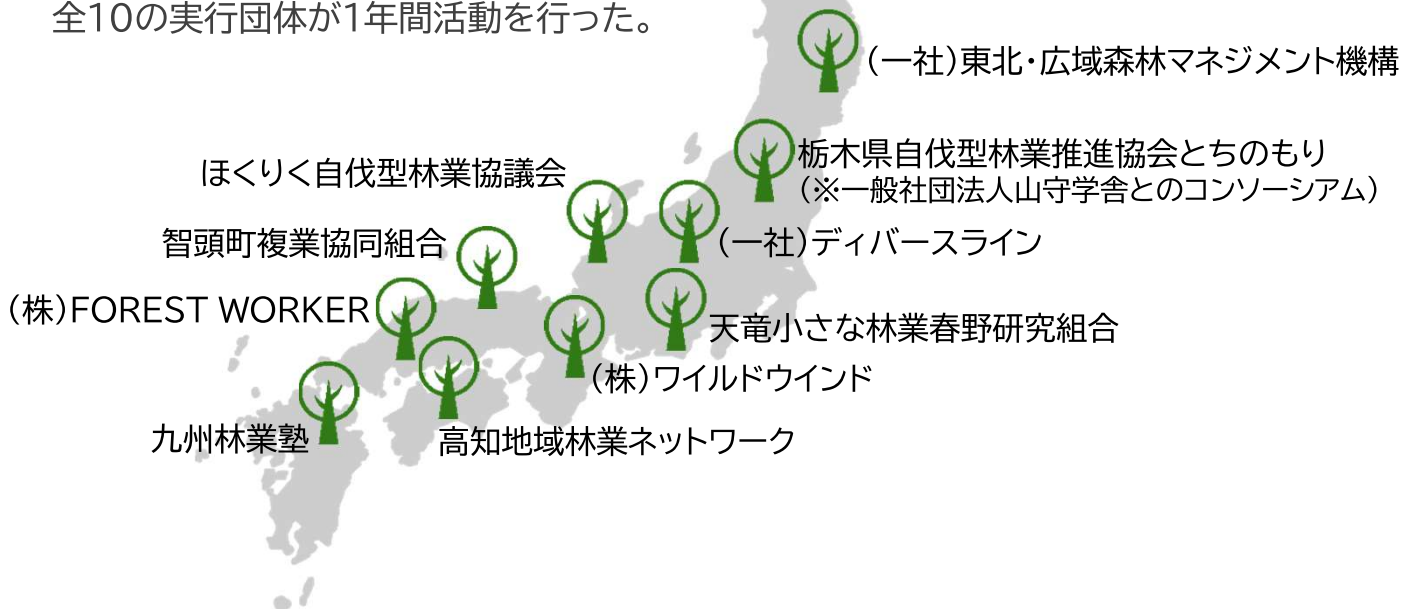 全10の実行団体が1年間活動を行った。
(一社)東北・広域森林マネジメント機構
栃木県自伐型林業推進協会とちのもり
(※一般社団法人山守学舎とのコンソーシアム)
ほくりく自伐型林業協議会
(一社)ディバースライン
智頭町複業協同組合
(株)FOREST WORKER
天竜小さな林業春野研究組合
(株)ワイルドウインド
九州林業塾
高知地域林業ネットワーク